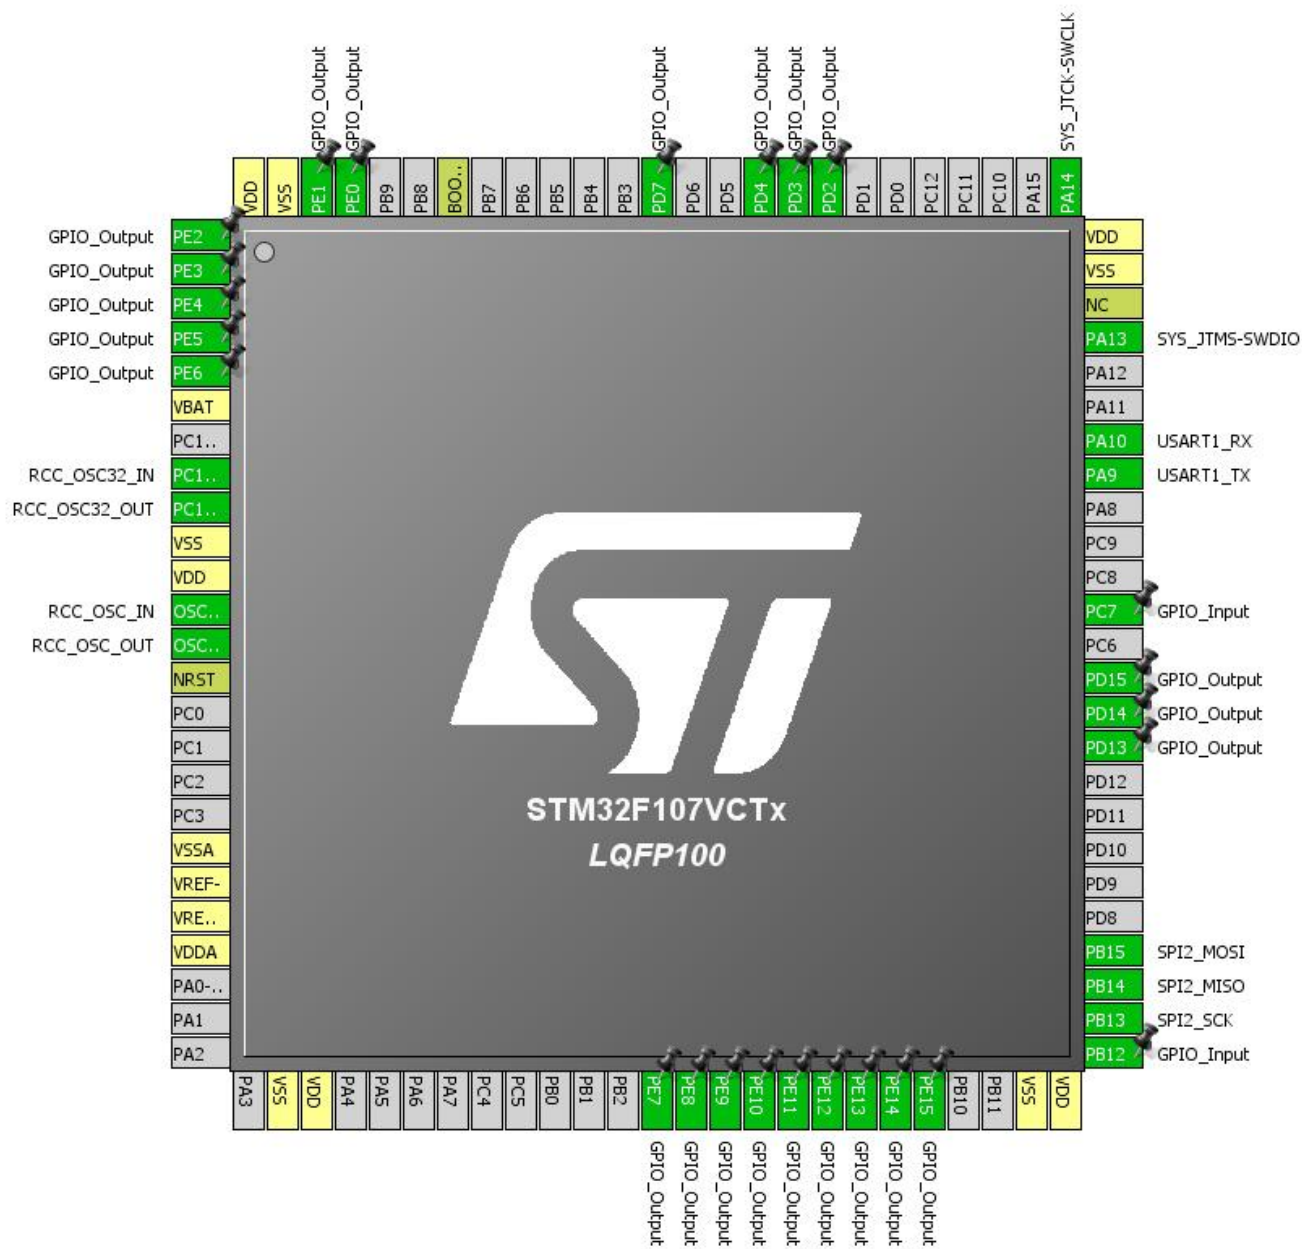 GPIO_Output
GPIO_Output
GPIO_Output
GPIO_Output
GPIO_Output
GPIO_Output
SYS_JTCK-SWCLK
VDD
VSS
PE1
PE0
PB9
PB8
BOO..
PB7
PB6
PB5
PB4
PB3
PD7
PD6
PD5
PD4
PD3
PD2
PD1
PD0
PC12
PC11
PC10
PA15
PA14
GPIO_Output PE2
GPIO_Output PE3
GPIO_Output PE4
GPIO_Output PE5
GPIO_Output PE6
VBAT
PC1..
RCC_OSC32_IN PC1..
RCC_OSC32_OUT PC1..
VSS
VDD
RCC_OSC_IN OSC..
RCC_OSC_OUT OSC..
NRST
PC0
PC1
PC2
PC3
VSSA
VREF-
VRE..
VDDA
PA0-..
PA1
PA2
ST
STM32F107VCTx
LQFP100
VDD
VSS
NC
PA13 SYS_JTMS-SWDIO
PA12
PA11
PA10 USART1_RX
PA9 USART1_TX
PA8
PC9
PC8
PC7 GPIO_Input
PC6
PD15 GPIO_Output
PD14 GPIO_Output
PD13 GPIO_Output
PD12
PD11
PD10
PD9
PD8
PB15 SPI2_MOSI
PB14 SPI2_MISO
PB13 SPI2_SCK
PB12 GPIO_Input
PA3
VSS
VDD
PA4
PA5
PA6
PA7
PC4
PC5
PB0
PB1
PB2
PE7
PE8
PE9
PE10
PE11
PE12
PE13
PE14
PE15
PB10
PB11
VSS
VDD
GPIO_Output
GPIO_Output
GPIO_Output
GPIO_Output
GPIO_Output
GPIO_Output
GPIO_Output
GPIO_Output
GPIO_Output